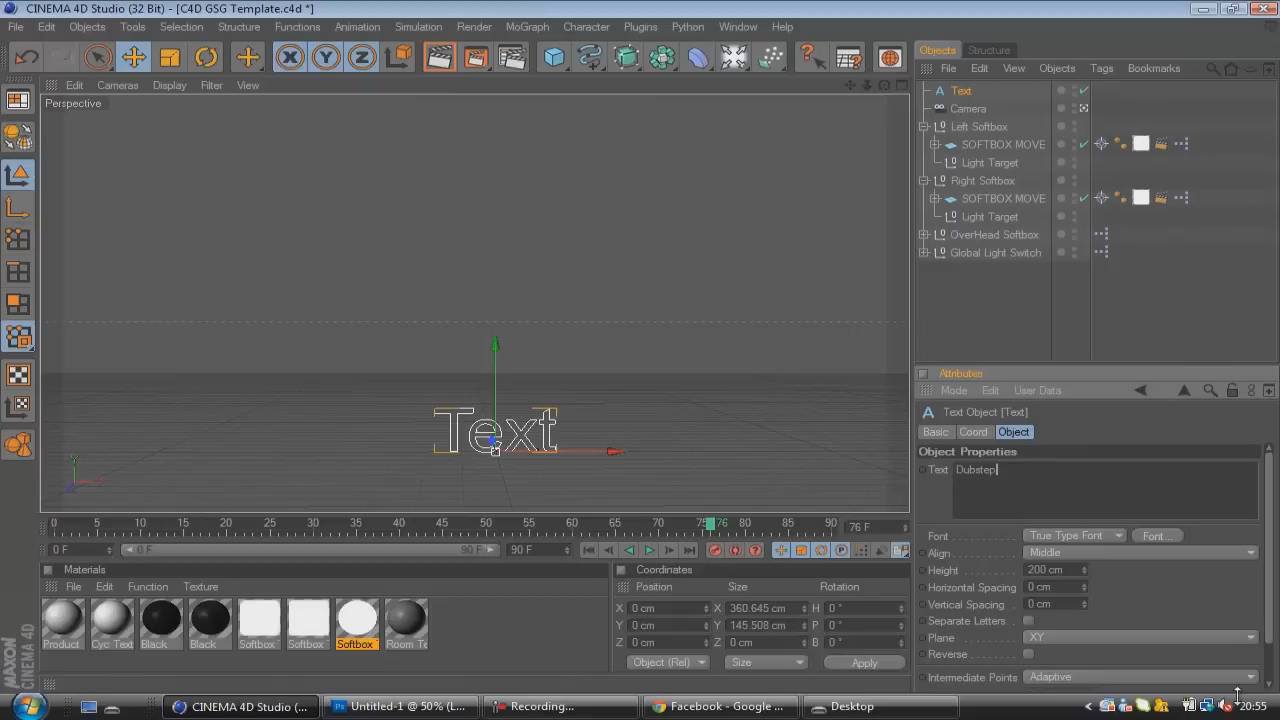 CINEMA 4D Studio (32 Bit) - [C4D GSG Template.c4d *]
File Edit Objects Tools Selection Structure Functions Animation Simulation Render MoGraph Character Plugins Python Window Help
X Y Z
Edit Cameras Display Filter View
Perspective
Text
Y
0 5 10 15 20 25 30 35 40 45 50 55 60 65 70 75 76 80 85 90 76 F
0 F 0 F 90 F 90 F
Materials
File Edit Function Texture
Product Cyc Text Black Black Softbox Softbox Softbox Room Te
Coordinates
Position Size Rotation
X 0 cm X 360.645 cm H 0 °
Y 0 cm Y 145.508 cm P 0 °
Z 0 cm Z 0 cm B 0 °
Object (Rel) Size Apply
MAXON
CINEMA 4D
Objects Structure
File Edit View Objects Tags Bookmarks
Text
Camera
Left Softbox
SOFTBOX MOVE
Light Target
Right Softbox
SOFTBOX MOVE
Light Target
OverHead Softbox
Global Light Switch
Attributes
Mode Edit User Data
Text Object [Text]
Basic Coord Object
Object Properties
Text Dubstep
Font True Type Font Font...
Align Middle
Height 200 cm
Horizontal Spacing 0 cm
Vertical Spacing 0 cm
Separate Letters
Plane XY
Reverse
Intermediate Points Adaptive
CINEMA 4D Studio (... Untitled-1 @ 50% (L... Recording... Facebook - Google ... Desktop 20:55